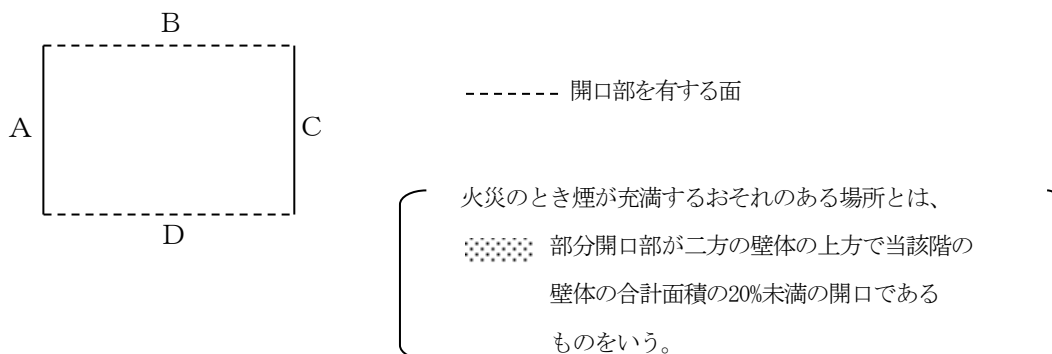 B
A
C
D
------- 開口部を有する面
火災のとき煙が充満するおそれのある場所とは、
部分開口部が二方の壁体の上方で当該階の
壁体の合計面積の20%未満の開口である
ものをいう。